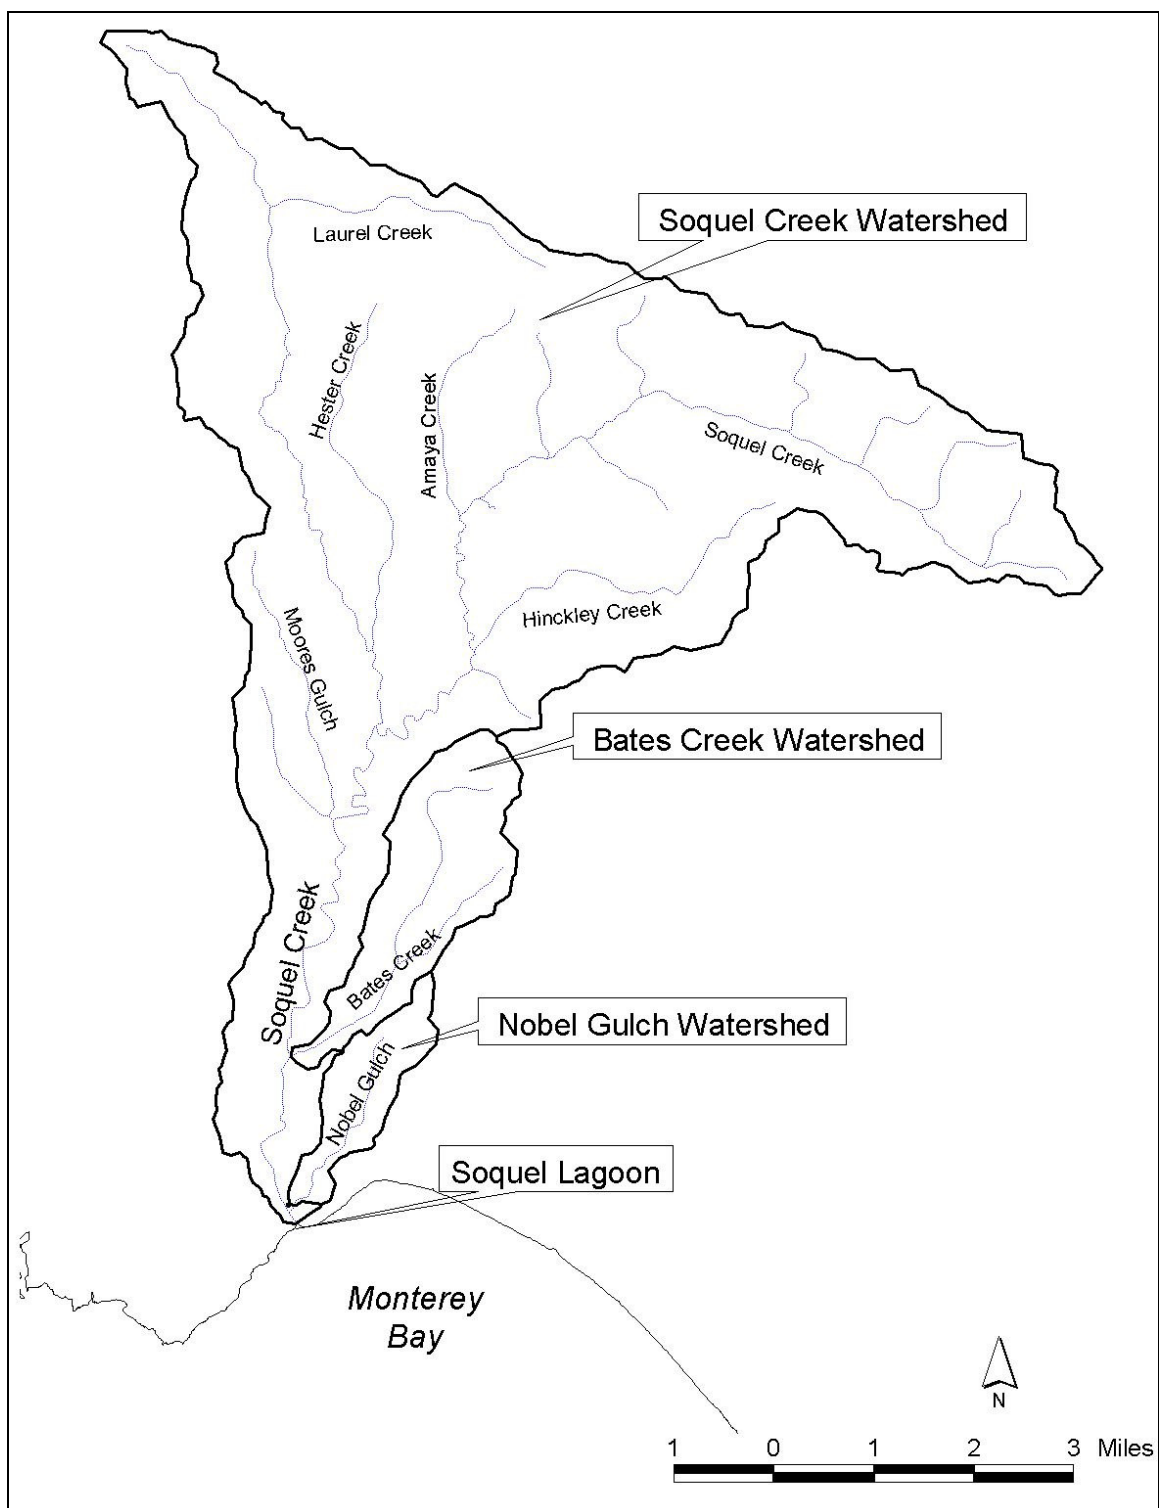 Soquel Creek Watershed
Laurel Creek
Hester Creek
Amaya Creek
Soquel Creek
Hinckley Creek
Moores Gulch
Bates Creek Watershed
Soquel Creek
Bates Creek
Nobel Gulch Watershed
Nobel Gulch
Soquel Lagoon
Monterey
Bay
N
1 0 1 2 3 Miles